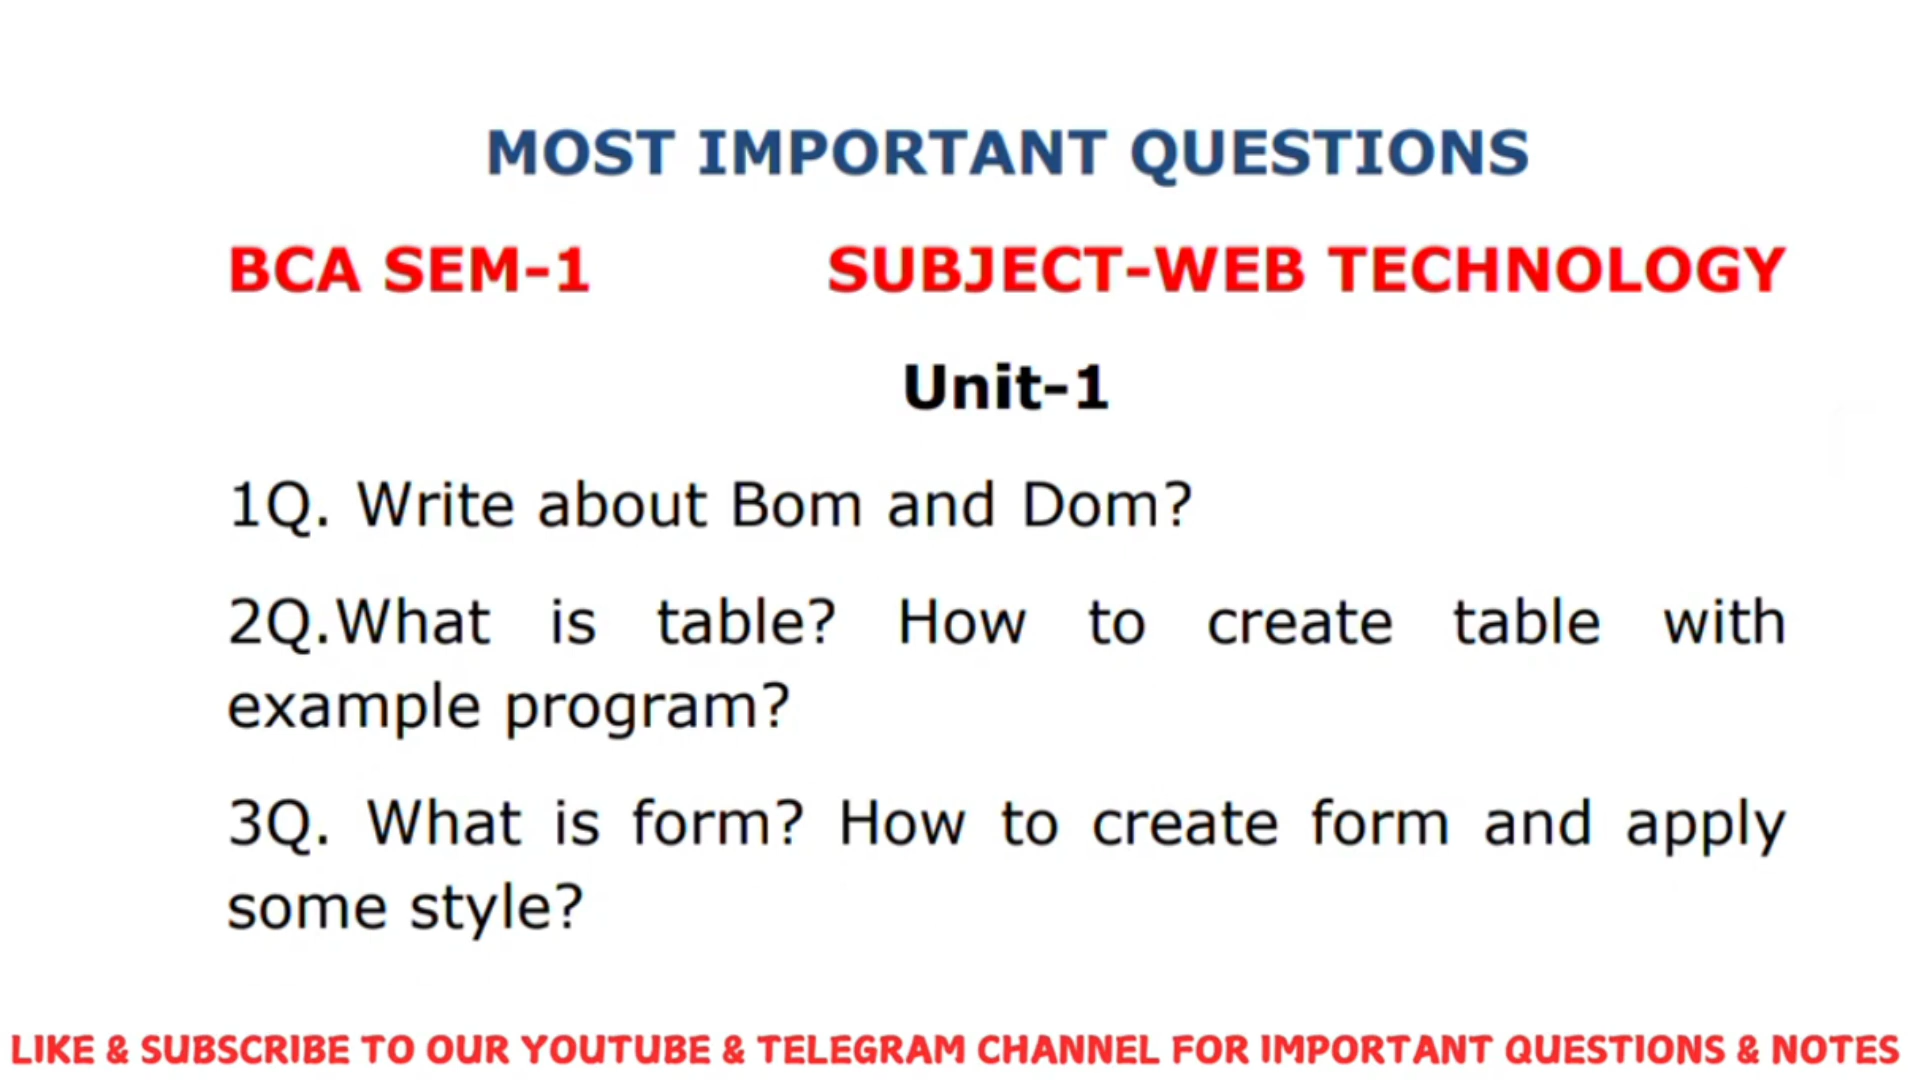 MOST IMPORTANT QUESTIONS
BCA SEM-1 SUBJECT-WEB TECHNOLOGY
Unit-1
1Q. Write about Bom and Dom?
2Q.What is table? How to create table with
example program?
3Q. What is form? How to create form and apply
some style?
LIKE & SUBSCRIBE TO OUR YOUTUBE & TELEGRAM CHANNEL FOR IMPORTANT QUESTIONS & NOTES